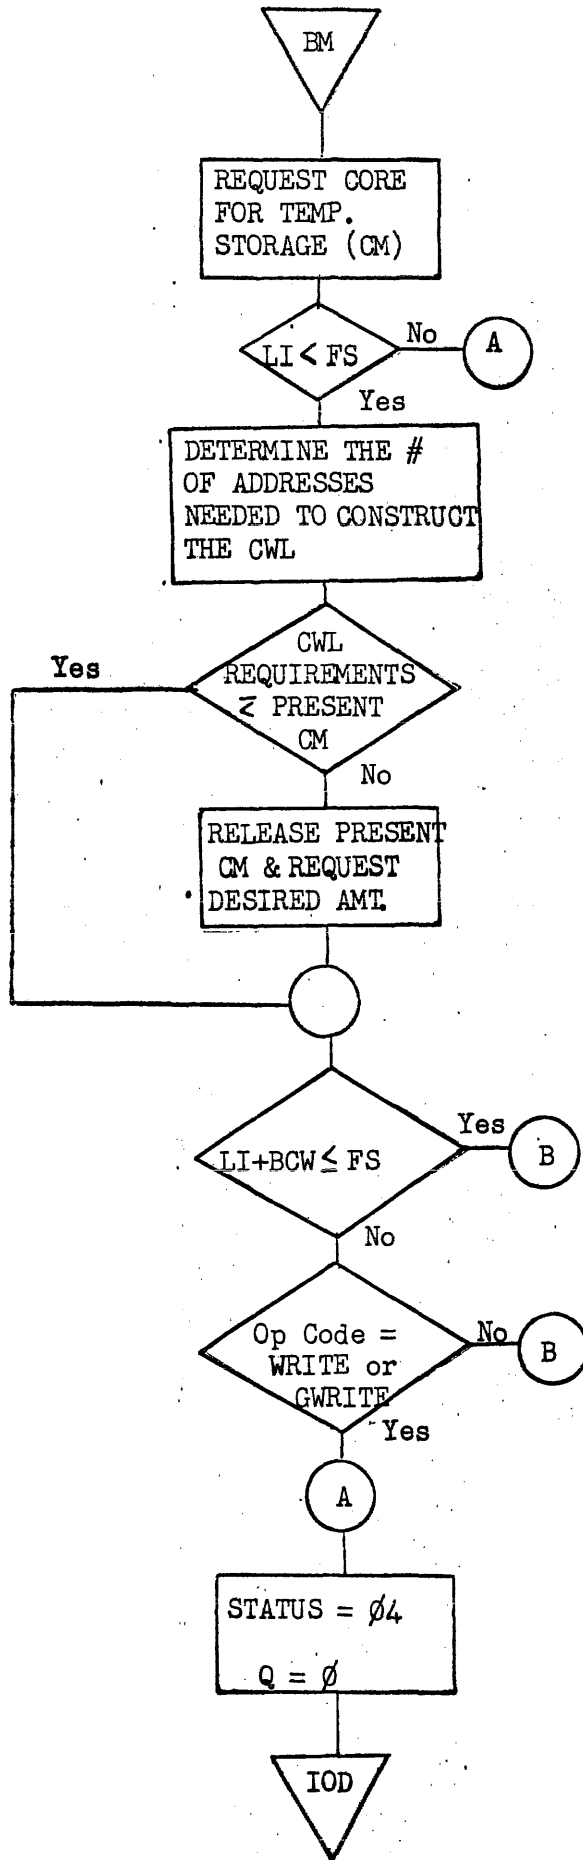 BM
REQUEST CORE
FOR TEMP.
STORAGE (CM)
LI < FS
No
A
Yes
DETERMINE THE #
OF ADDRESSES
NEEDED TO CONSTRUCT
THE CWL
CWL
REQUIREMENTS
≤ PRESENT
CM
Yes
No
RELEASE PRESENT
CM & REQUEST
DESIRED AMT.
LI+BCW ≤ FS
Yes
B
No
Op Code =
WRITE or
GWRITE
No
B
Yes
A
STATUS = Ø4
Q = Ø
IOD